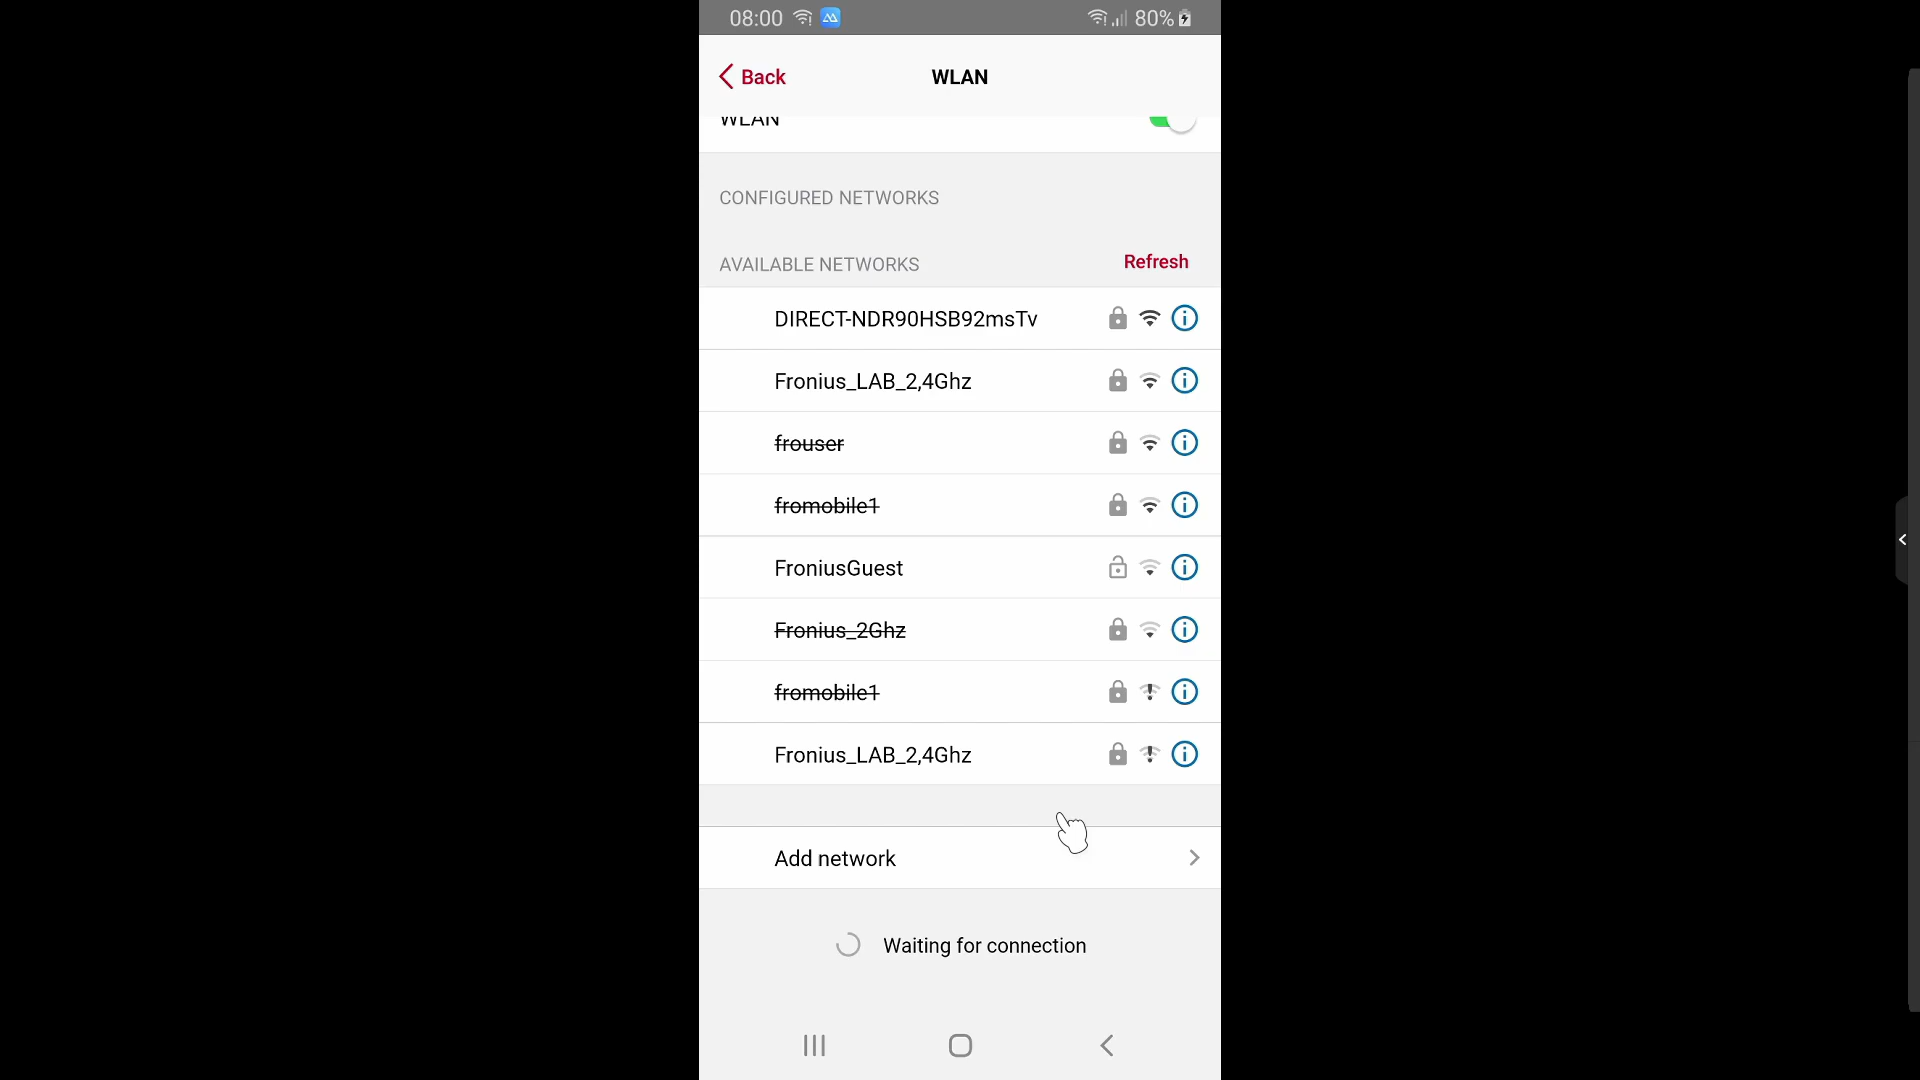 08:00 80%
Back WLAN
WLAN
CONFIGURED NETWORKS
AVAILABLE NETWORKS Refresh
DIRECT-NDR90HSB92msTv
Fronius_LAB_2,4Ghz
frouser
fromobile1
FroniusGuest
Fronius_2Ghz
fromobile1
Fronius_LAB_2,4Ghz
Add network
Waiting for connection